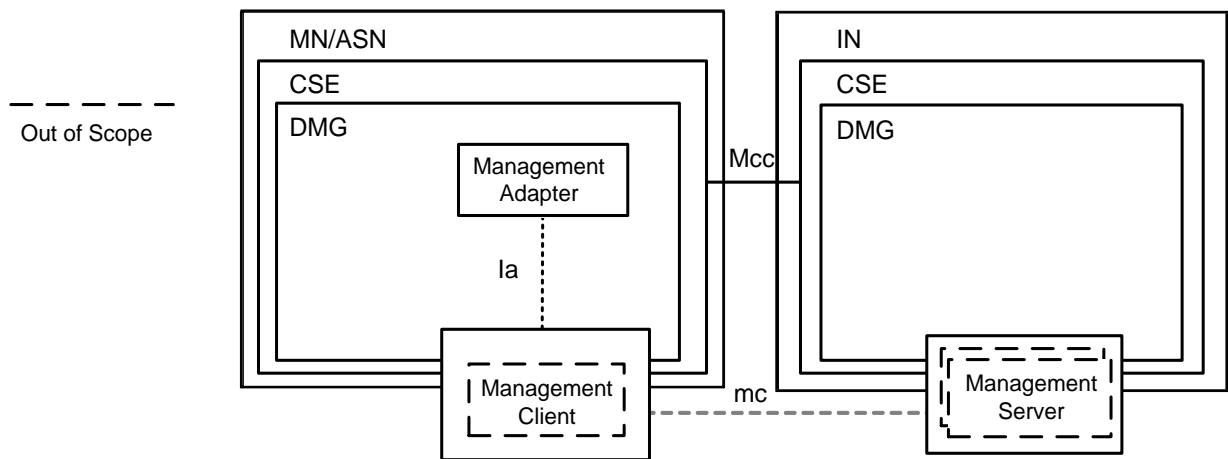 MN/ASN
IN
CSE
CSE
DMG
DMG
Out of Scope
Management
Adapter
Mcc
Ia
Management
Client
mc
Management
Server